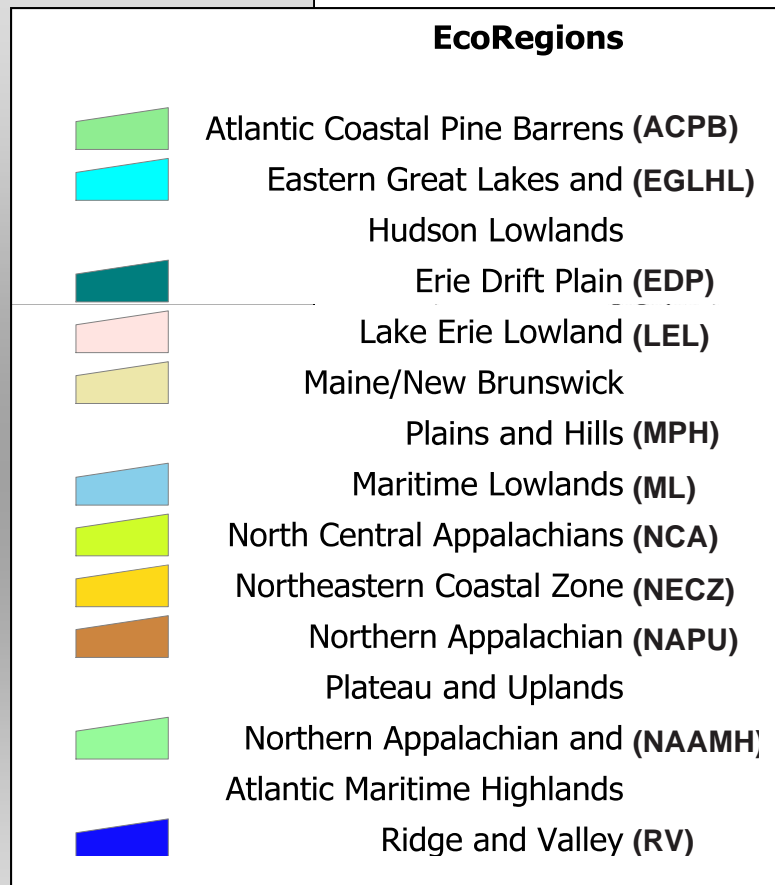 EcoRegions
Atlantic Coastal Pine Barrens (ACPB)
Eastern Great Lakes and (EGLHL)
Hudson Lowlands
Erie Drift Plain (EDP)
Lake Erie Lowland (LEL)
Maine/New Brunswick
Plains and Hills (MPH)
Maritime Lowlands (ML)
North Central Appalachians (NCA)
Northeastern Coastal Zone (NECZ)
Northern Appalachian (NAPU)
Plateau and Uplands
Northern Appalachian and (NAAMH)
Atlantic Maritime Highlands
Ridge and Valley (RV)